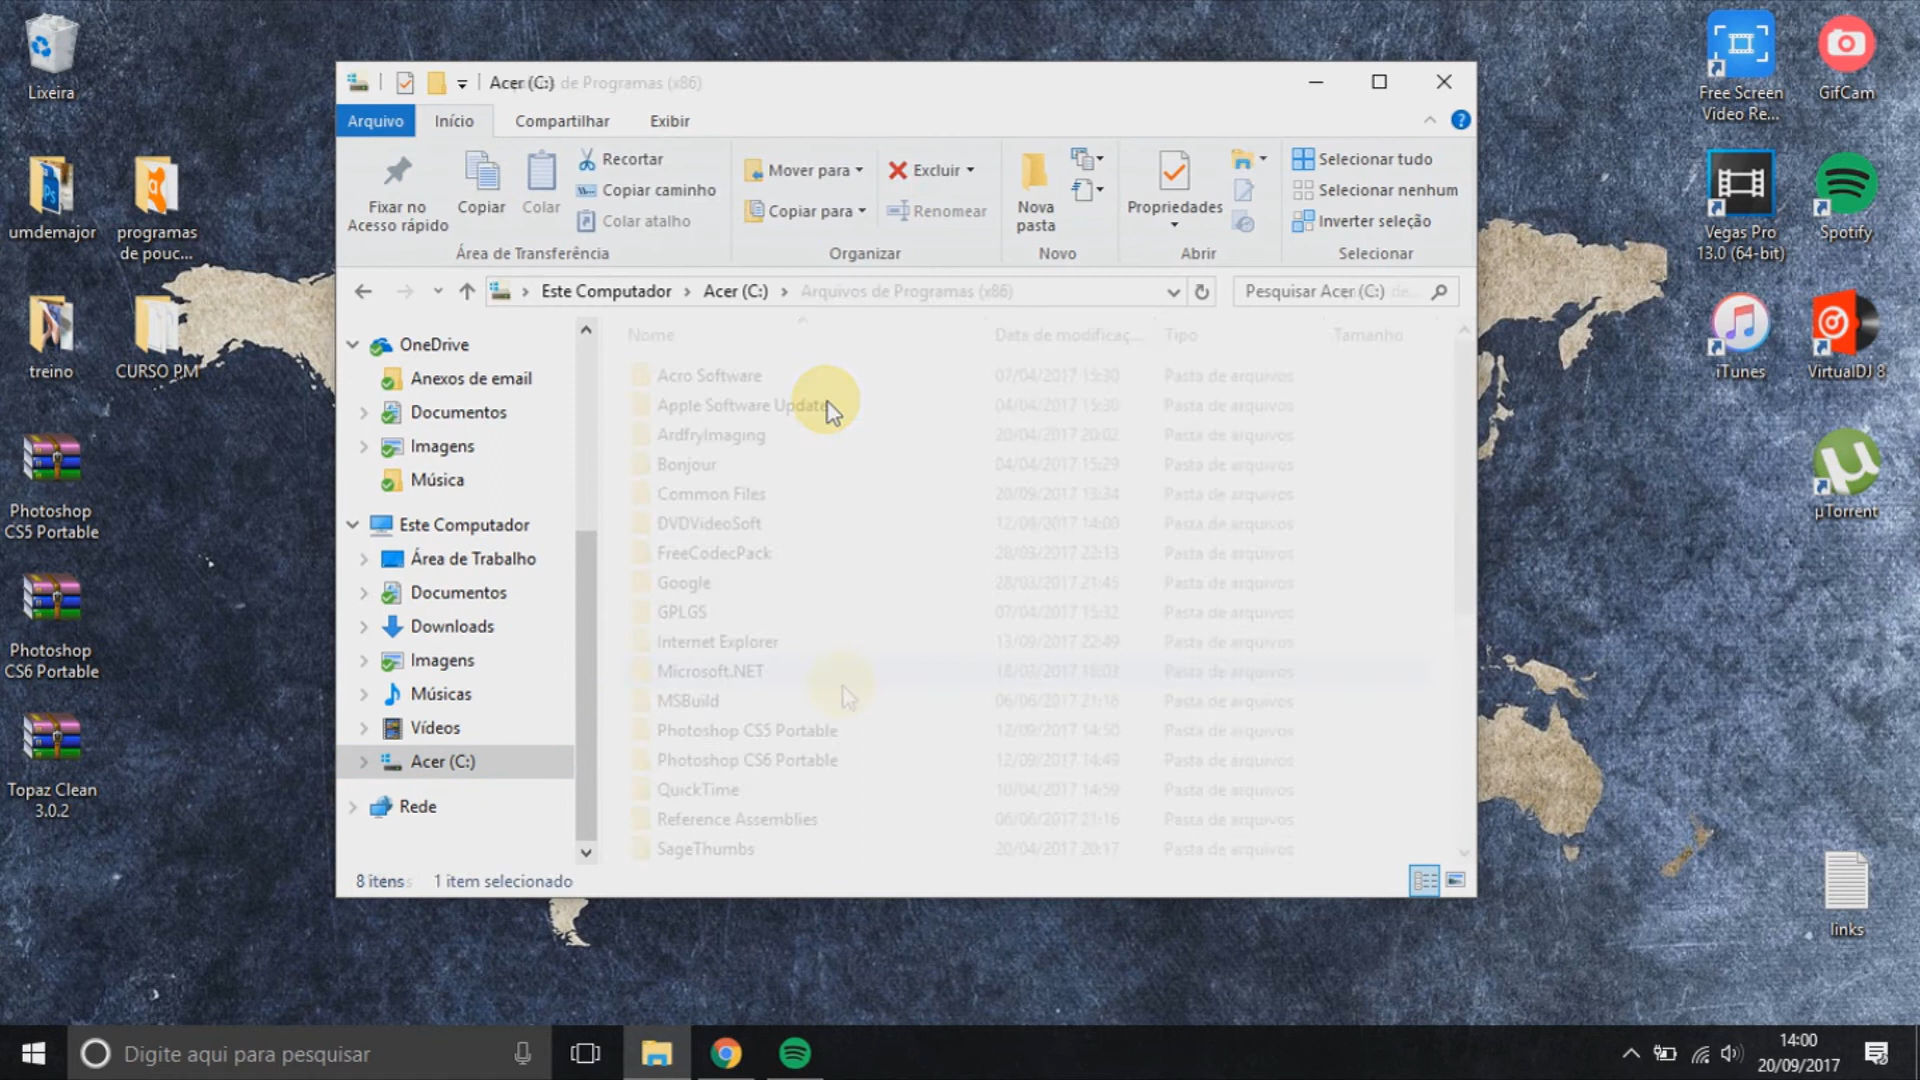 Lixeira
umdemajor
programas
de pouc...
treino
CURSO PM
Photoshop
CS5 Portable
Photoshop
CS6 Portable
Topaz Clean
3.0.2
Acer (C:)
de Programas (x86)
Arquivo
Início
Compartilhar
Exibir
Fixar no
Acesso rápido
Copiar
Colar
Recortar
Copiar caminho
Colar atalho
Área de Transferência
Mover para
Copiar para
Excluir
Renomear
Organizar
Nova
pasta
Novo
Propriedades
Abrir
Selecionar tudo
Selecionar nenhum
Inverter seleção
Selecionar
Este Computador > Acer (C:) > Arquivos de Programas (x86)
Pesquisar Acer (C:)
OneDrive
Anexos de email
Documentos
Imagens
Música
Este Computador
Área de Trabalho
Documentos
Downloads
Imagens
Músicas
Vídeos
Acer (C:)
Rede
Nome Data de modificaç... Tipo Tamanho
Acro Software 07/04/2017 15:30 Pasta de arquivos
Apple Software Update 04/04/2017 15:30 Pasta de arquivos
ArdfryImaging 20/04/2017 20:02 Pasta de arquivos
Bonjour 04/04/2017 15:29 Pasta de arquivos
Common Files 20/09/2017 13:34 Pasta de arquivos
DVDVideoSoft 14:00 Pasta de arquivos
FreeCodecPack 28/03/2017 22:13 Pasta de arquivos
Google 28/03/2017 21:45 Pasta de arquivos
GPLGS 07/04/2017 15:32 Pasta de arquivos
Internet Explorer 13/09/2017 22:49 Pasta de arquivos
Microsoft.NET 18/03/2017 18:03 Pasta de arquivos
MSBuild 06/06/2017 21:16 Pasta de arquivos
Photoshop CS5 Portable 12/09/2017 14:50 Pasta de arquivos
Photoshop CS6 Portable 12/09/2017 14:49 Pasta de arquivos
QuickTime 10/04/2017 14:59 Pasta de arquivos
Reference Assemblies 06/06/2017 21:16 Pasta de arquivos
SageThumbs 20/04/2017 20:17 Pasta de arquivos
8 itens
1 item selecionado
Free Screen
Video Re...
GifCam
Vegas Pro
13.0 (64-bit)
Spotify
iTunes
VirtualDJ 8
µTorrent
links
Digite aqui para pesquisar
14:00
20/09/2017